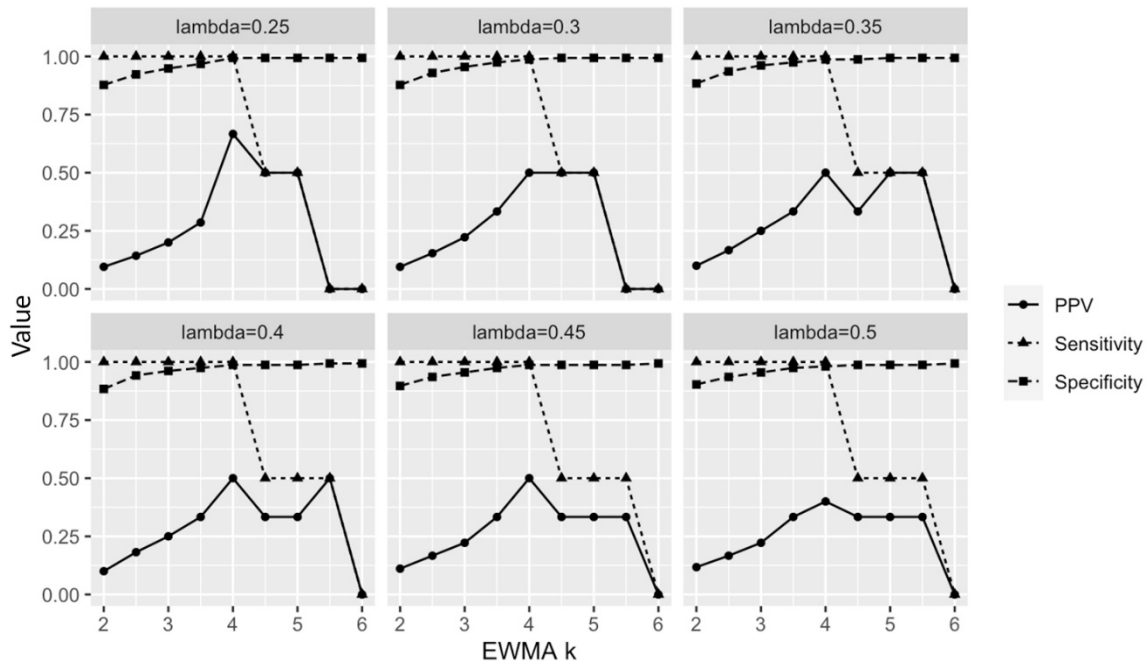 lambda=0.25 lambda=0.3 lambda=0.35
1.00
0.75
0.50
0.25
0.00
lambda=0.4 lambda=0.45 lambda=0.5
1.00
0.75
0.50
0.25
0.00
2 3 4 5 6 2 3 4 5 6 2 3 4 5 6
EWMA k
Value
PPV
Sensitivity
Specificity